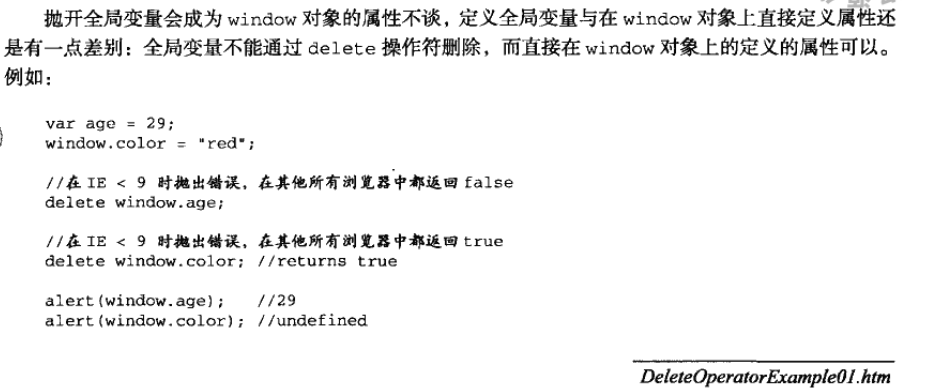 抛开全局变量会成为 window 对象的属性不谈，定义全局变量与在 window 对象上直接定义属性还
是有一点差别：全局变量不能通过 delete 操作符删除，而直接在 window 对象上的定义的属性可以。
例如：
var age = 29;
window.color = "red";
//在 IE < 9 时抛出错误，在其他所有浏览器中都返回 false
delete window.age;
//在 IE < 9 时抛出错误，在其他所有浏览器中都返回 true
delete window.color; //returns true
alert(window.age); //29
alert(window.color); //undefined
DeleteOperatorExample01.htm